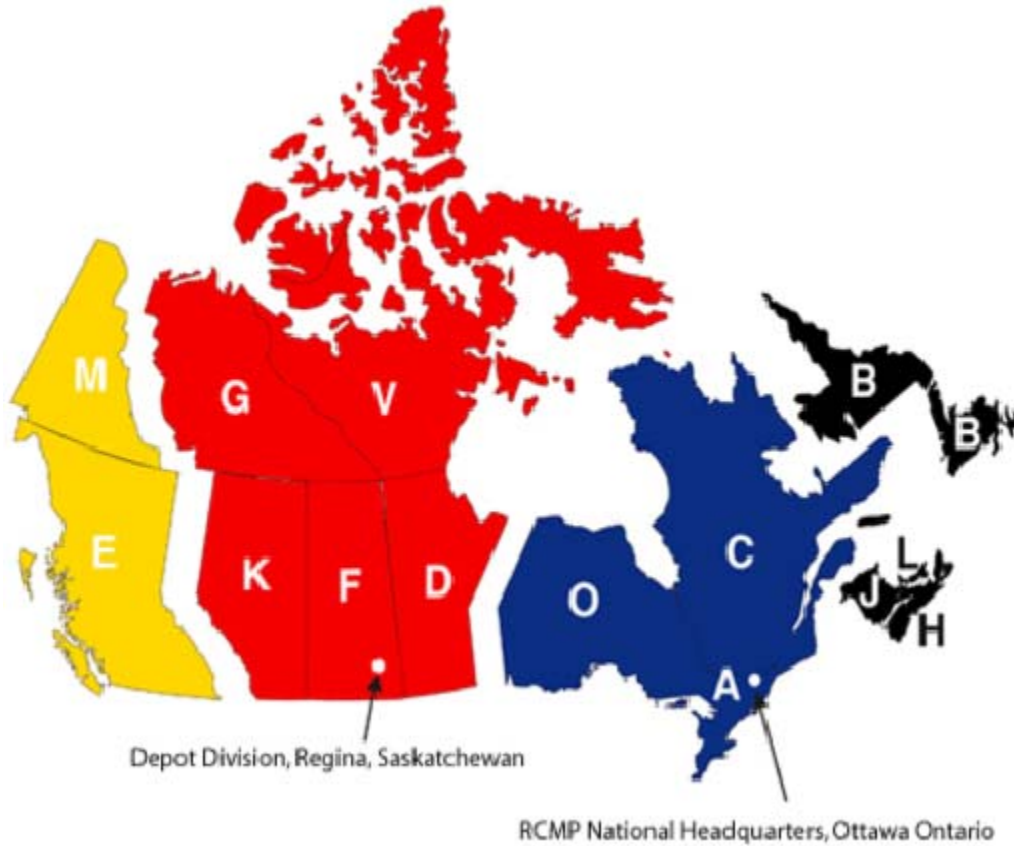 M
G
V
B
B
E
K
F
D
O
C
L
J
H
A
Depot Division, Regina, Saskatchewan
RCMP National Headquarters, Ottawa Ontario